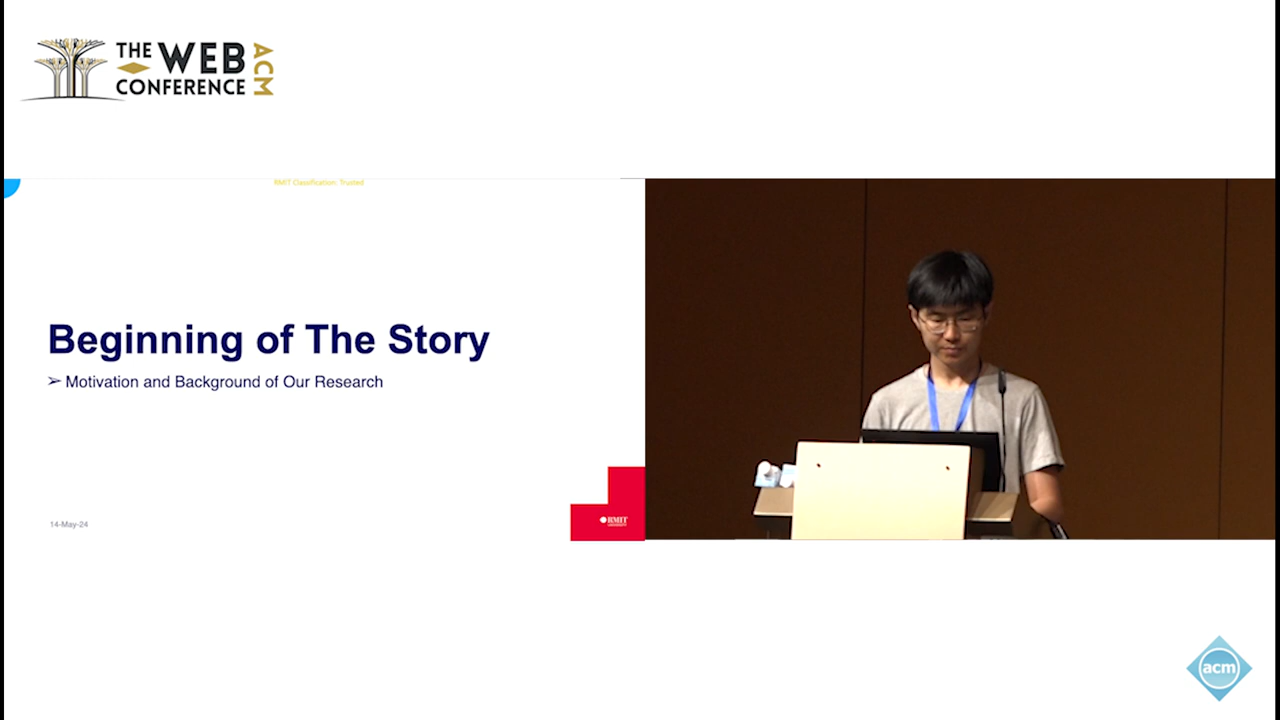 THE WEB
CONFERENCE
ACM
RMIT Classification: Trusted
Beginning of The Story
➢ Motivation and Background of Our Research
14-May-24
RMIT
UNIVERSITY
acm